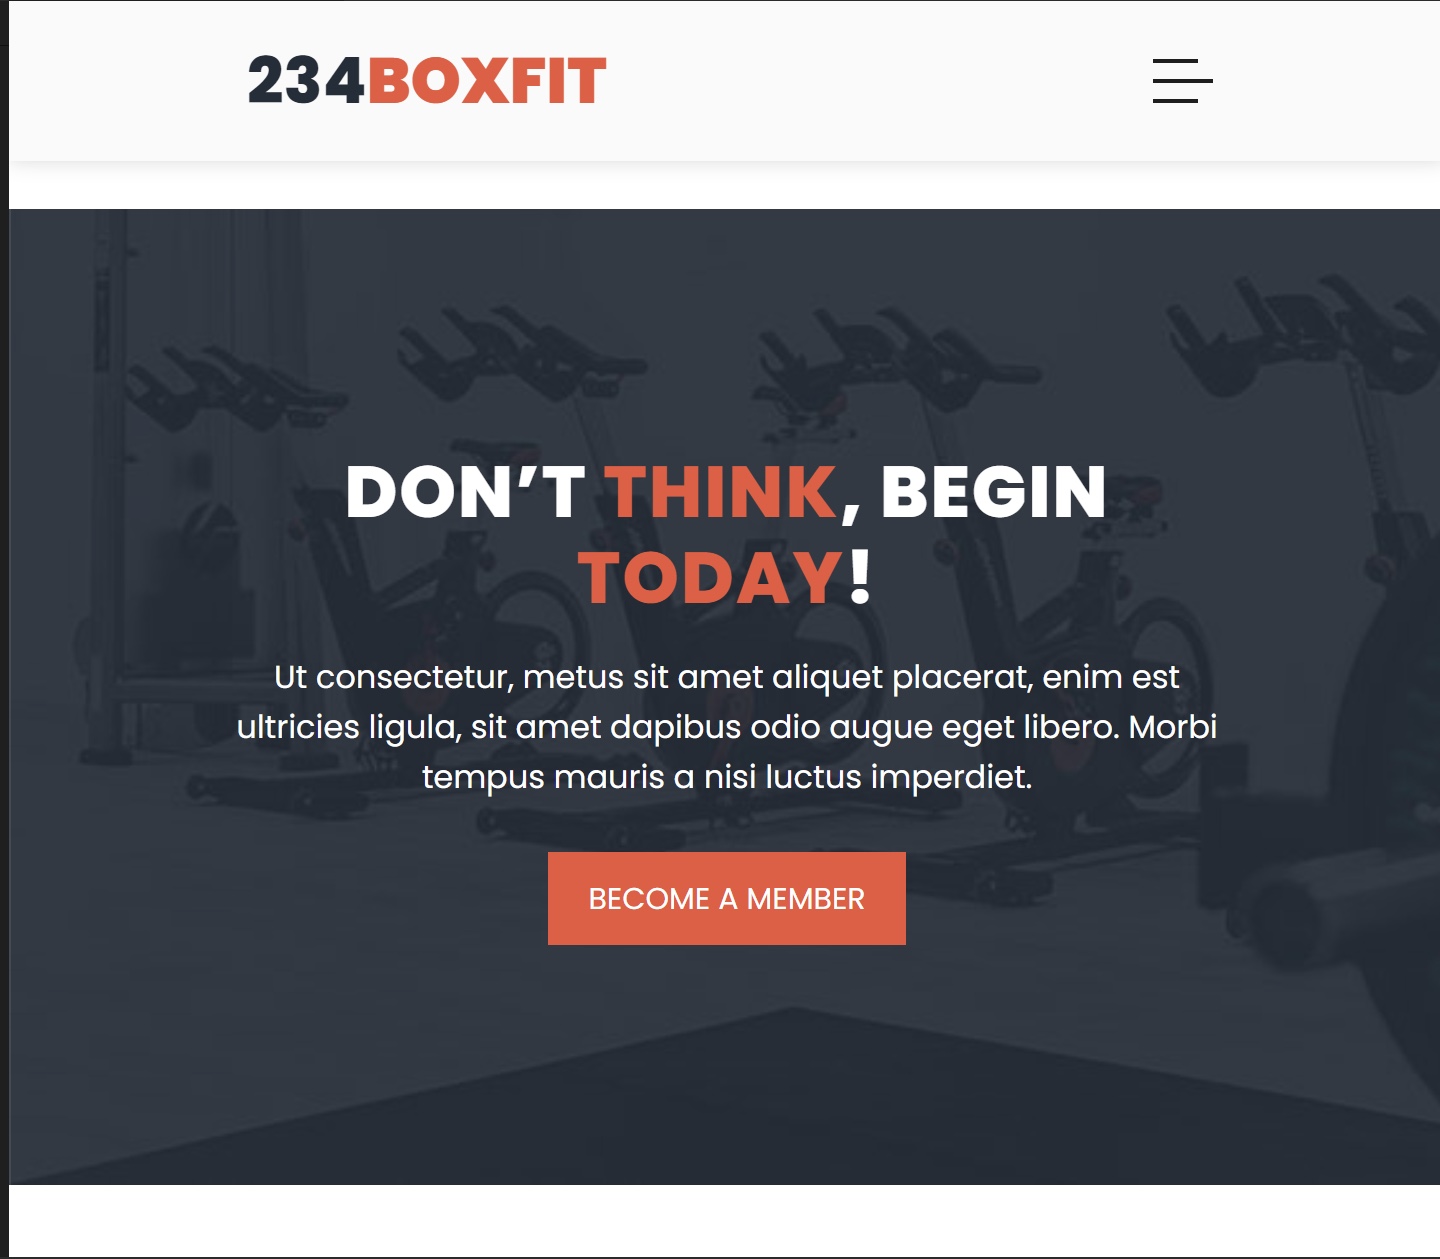 234BOXFIT
DON’T THINK, BEGIN
TODAY!
Ut consectetur, metus sit amet aliquet placerat, enim est
ultricies ligula, sit amet dapibus odio augue eget libero. Morbi
tempus mauris a nisi luctus imperdiet.
BECOME A MEMBER